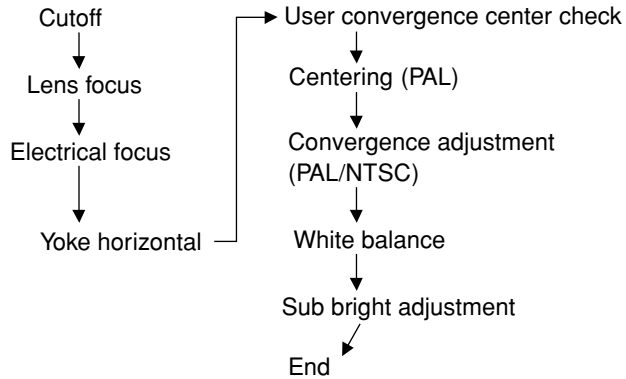 Cutoff
Lens focus
Electrical focus
Yoke horizontal
User convergence center check
Centering (PAL)
Convergence adjustment
(PAL/NTSC)
White balance
Sub bright adjustment
End